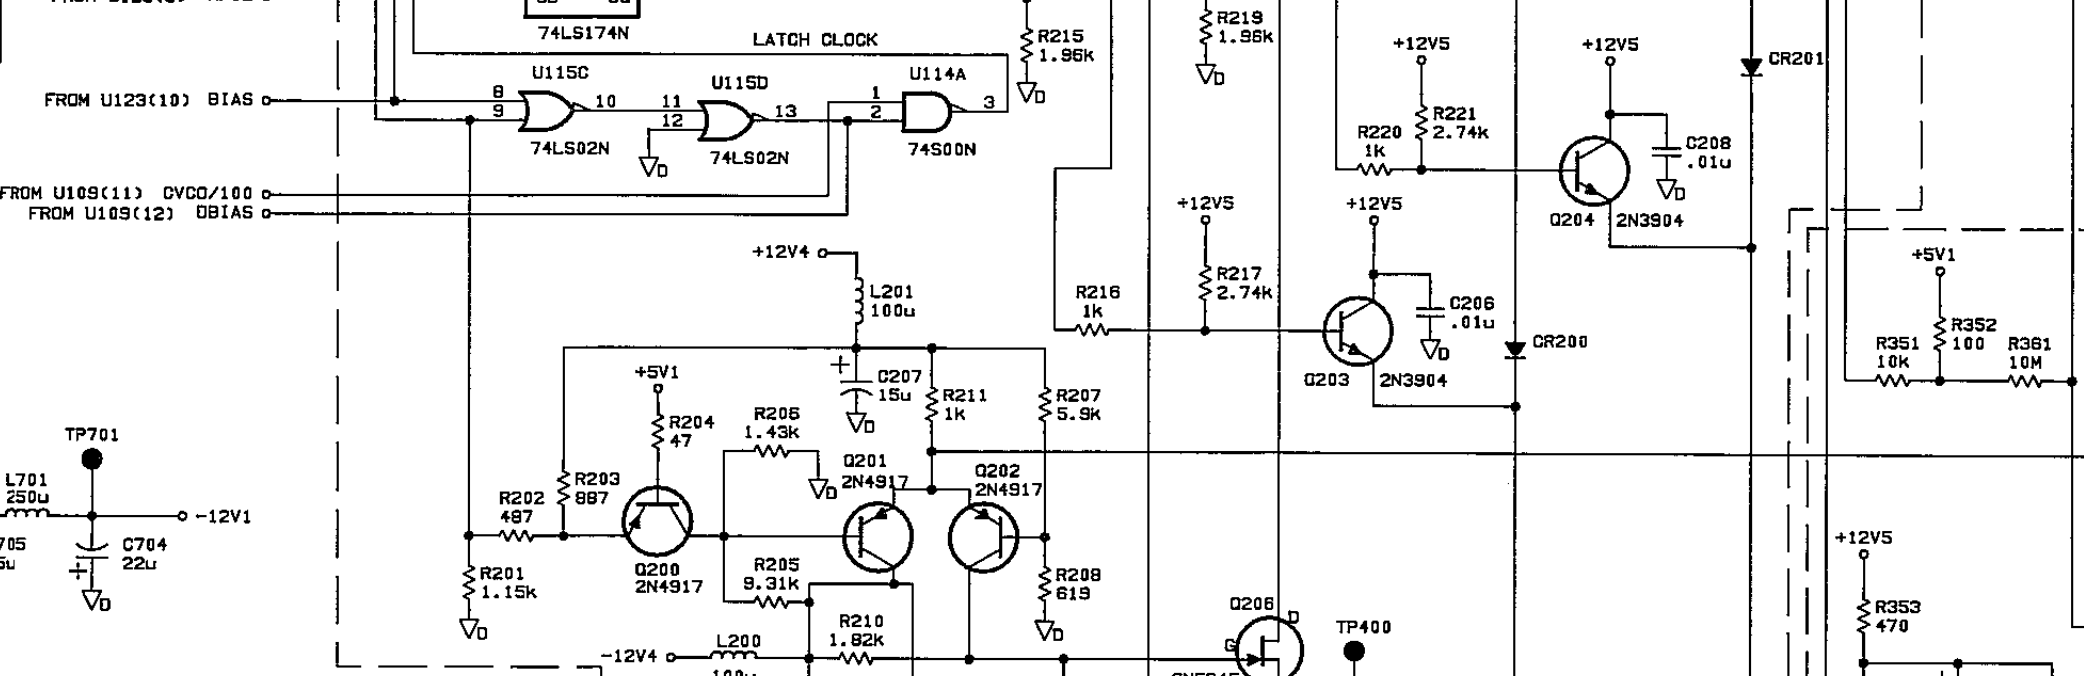 74LS174N
LATCH CLOCK
R215
1.96k
D
R219
1.96k
D
+12V5
+12V5
CR201
FROM U123(10) BIAS
U115C
8
9
10
74LS02N
U115D
11
12
13
74LS02N
D
U114A
1
2
3
74S00N
R221
2.74k
R220
1k
C208
.01u
D
Q204
2N3904
FROM U109(11) CVCO/100
FROM U109(12) DBIAS
+12V5
+12V5
+12V4
L201
100u
R217
2.74k
R216
1k
C206
.01u
D
Q203
2N3904
CR200
+5V1
R352
100
R351
10k
R361
10M
+5V1
C207
15u
D
R211
1k
R207
5.9k
R204
47
R206
1.43k
D
TP701
L701
250u
-12V1
C704
22u
D
R202
487
R203
887
Q201
2N4917
Q202
2N4917
+12V5
705
R201
1.15k
D
Q200
2N4917
R205
9.31k
R208
619
D
R210
1.82k
-12V4
L200
Q206
D
G
TP400
R353
470